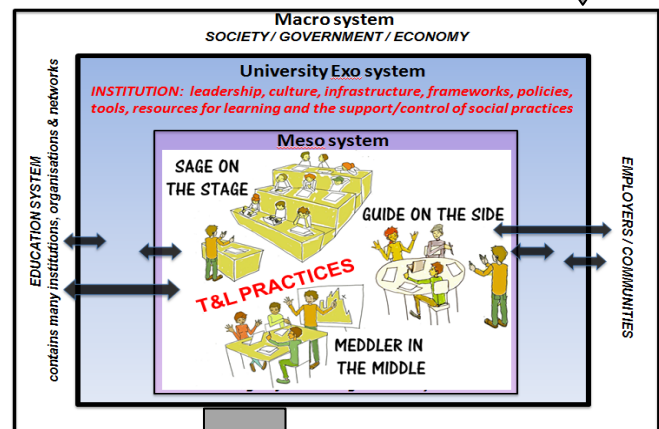 Macro system
SOCIETY / GOVERNMENT / ECONOMY
University Exo system
INSTITUTION: leadership, culture, infrastructure, frameworks, policies,
tools, resources for learning and the support/control of social practices
Meso system
EDUCATION SYSTEM
contains many institutions, organisations & networks
SAGE ON
THE STAGE
GUIDE ON THE SIDE
T&L PRACTICES
MEDDLER IN
THE MIDDLE
EMPLOYERS / COMMUNITIES